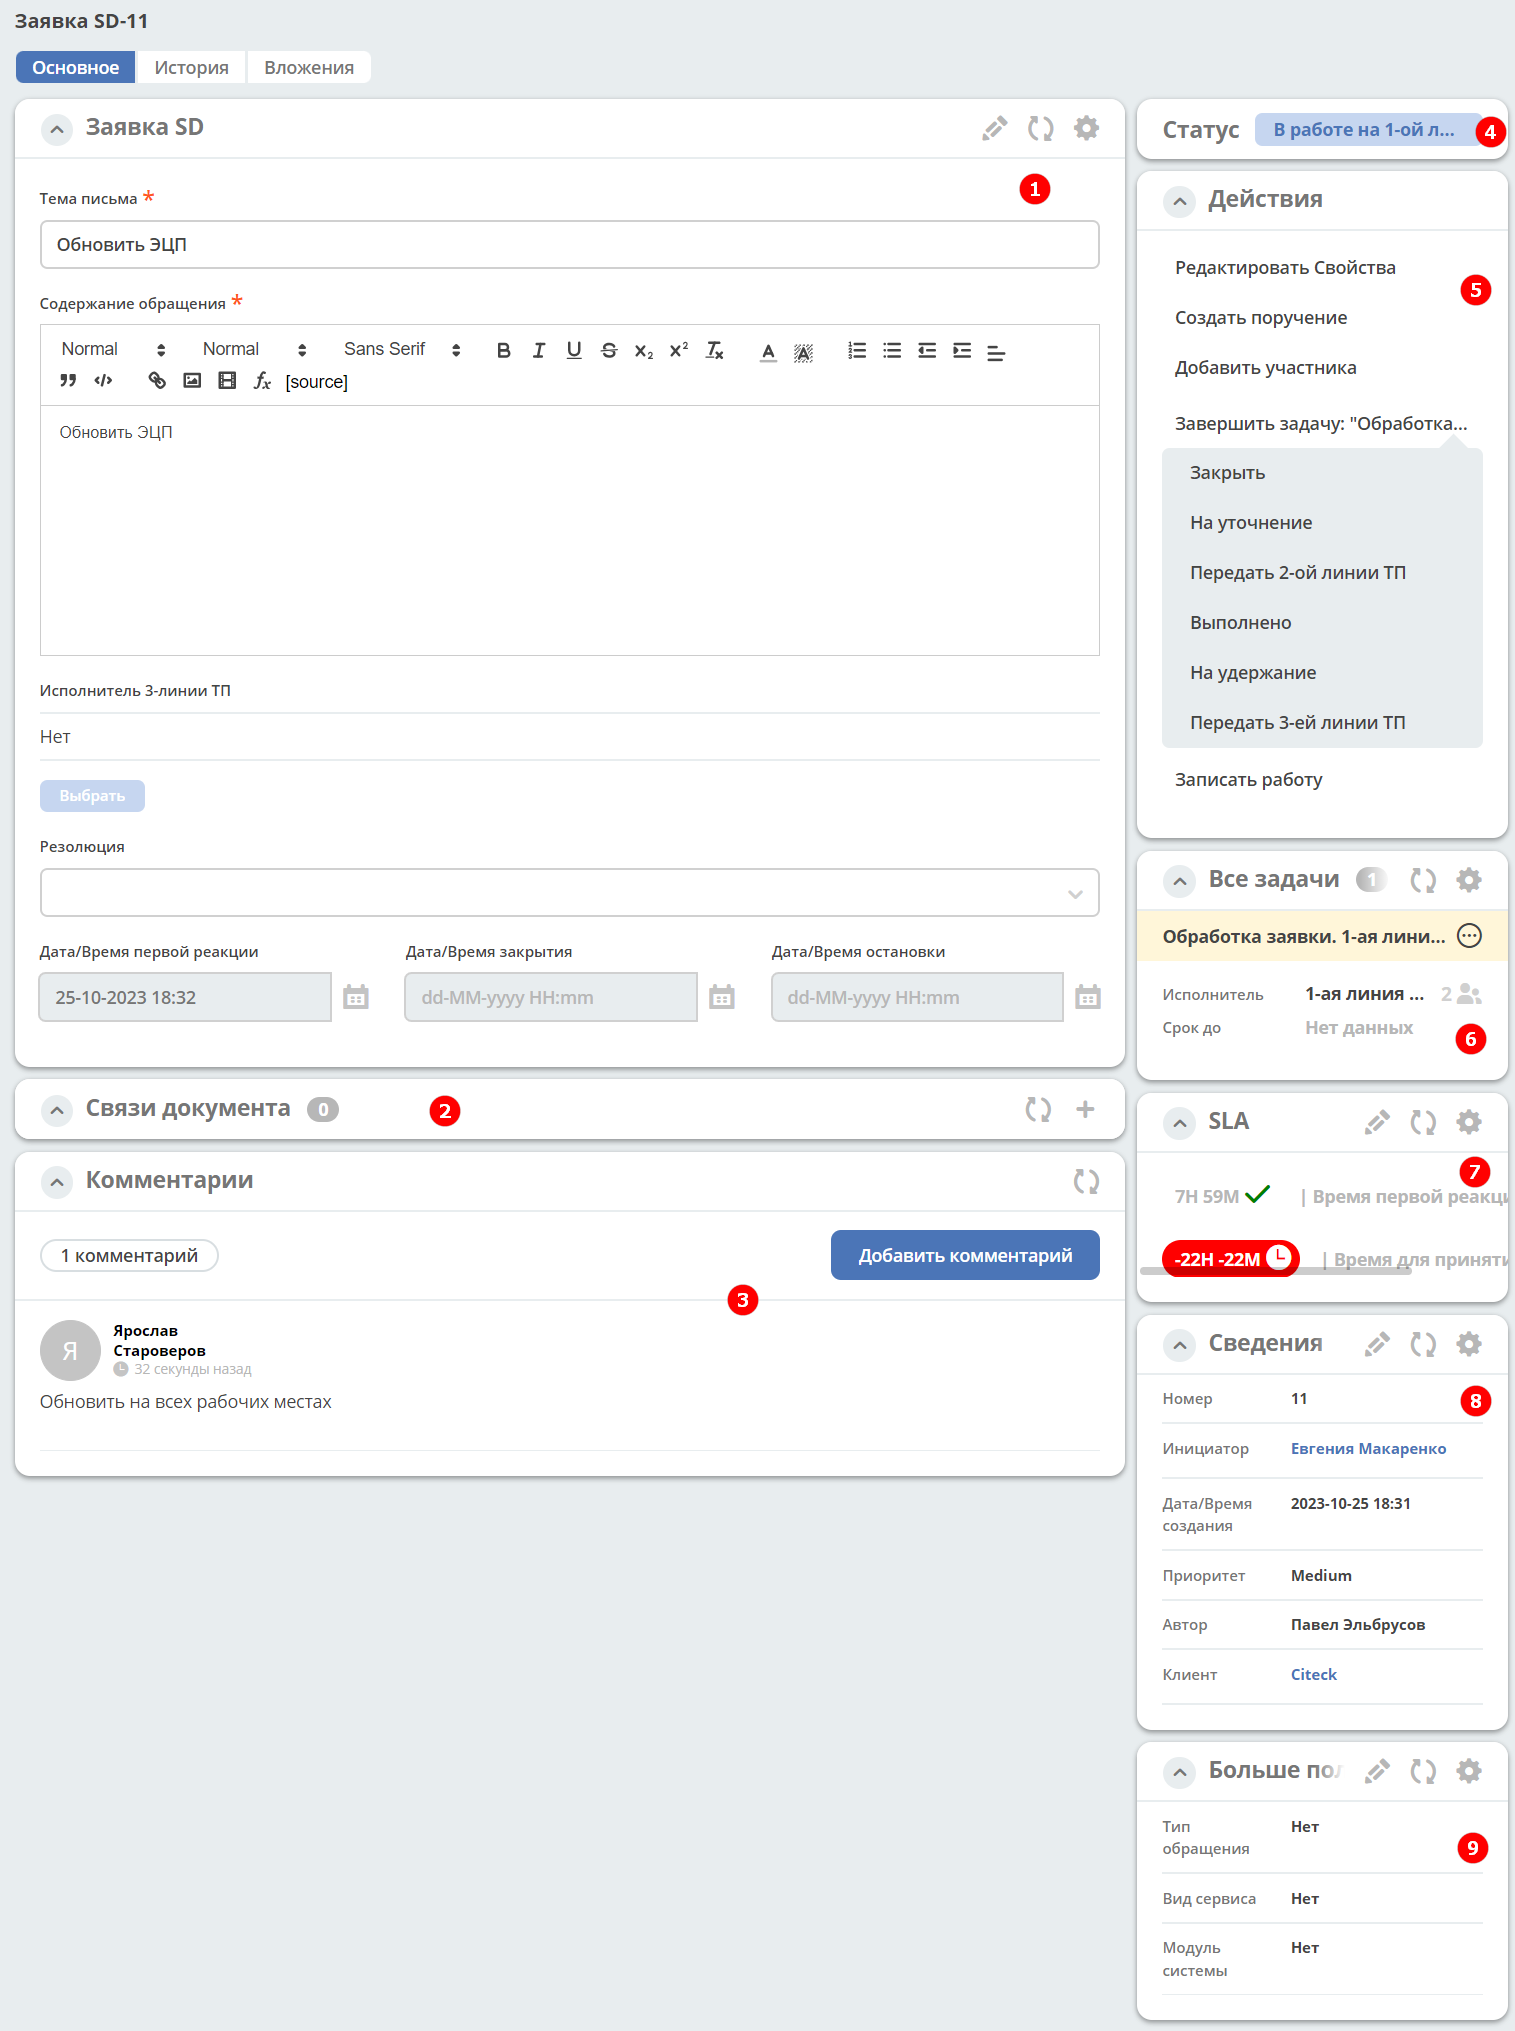 Заявка SD-11
Основное
История
Вложения
Заявка SD
1
Тема письма *
Обновить ЭЦП
Содержание обращения *
Normal
Normal
Sans Serif
[source]
Обновить ЭЦП
Исполнитель 3-линии ТП
Нет
Выбрать
Резолюция
Дата/Время первой реакции
Дата/Время закрытия
Дата/Время остановки
25-10-2023 18:32
dd-MM-yyyy HH:mm
dd-MM-yyyy HH:mm
Связи документа 0
2
Комментарии
1 комментарий
Добавить комментарий
3
Я
Ярослав
Староверов
32 секунды назад
Обновить на всех рабочих местах
Статус
В работе на 1-ой л...
4
Действия
5
Редактировать Свойства
Создать поручение
Добавить участника
Завершить задачу: "Обработка...
Закрыть
На уточнение
Передать 2-ой линии ТП
Выполнено
На удержание
Передать 3-ей линии ТП
Записать работу
Все задачи 1
Обработка заявки. 1-ая лини...
Исполнитель 1-ая линия ... 2
Срок до Нет данных
6
SLA
7
7H 59M | Время первой реакц
-22H -22M | Время для принят
Сведения
8
Номер 11
Инициатор Евгения Макаренко
Дата/Время
создания
2023-10-25 18:31
Приоритет Medium
Автор Павел Эльбрусов
Клиент Citeck
Больше по
9
Тип
обращения
Нет
Вид сервиса Нет
Модуль
системы
Нет